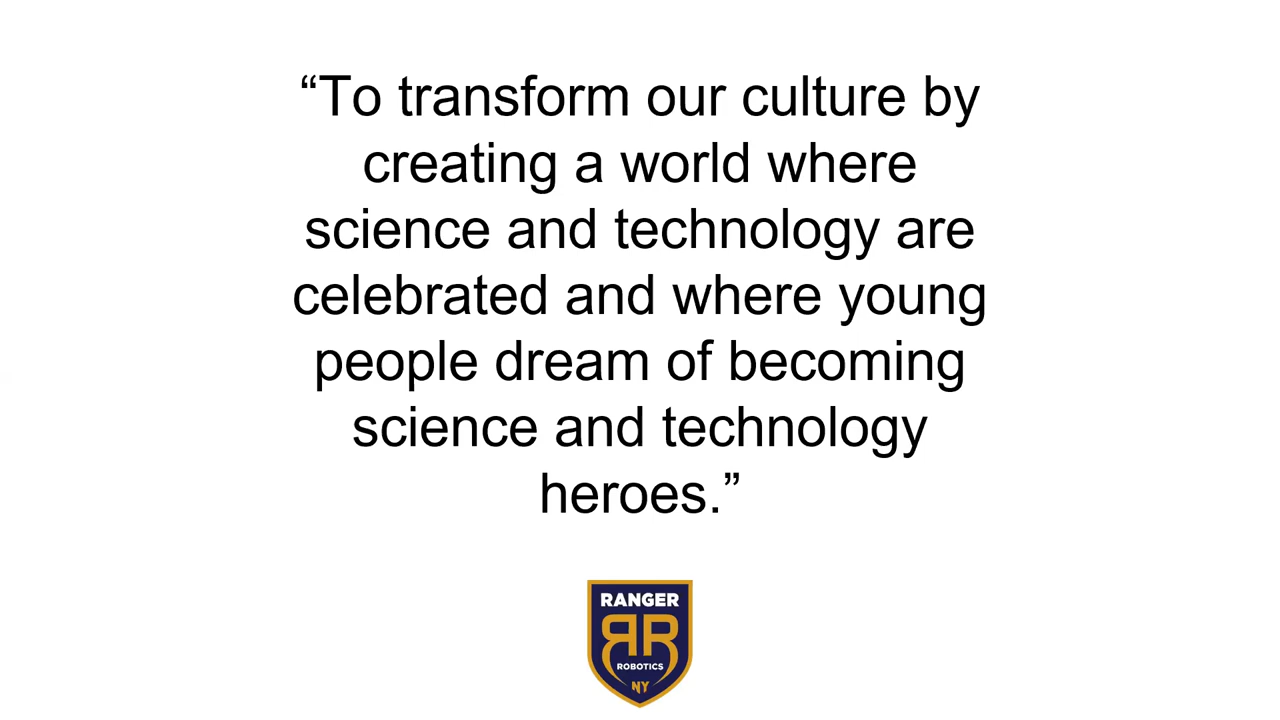 “To transform our culture by
creating a world where
science and technology are
celebrated and where young
people dream of becoming
science and technology
heroes.”
RANGER
RR
ROBOTICS
NY